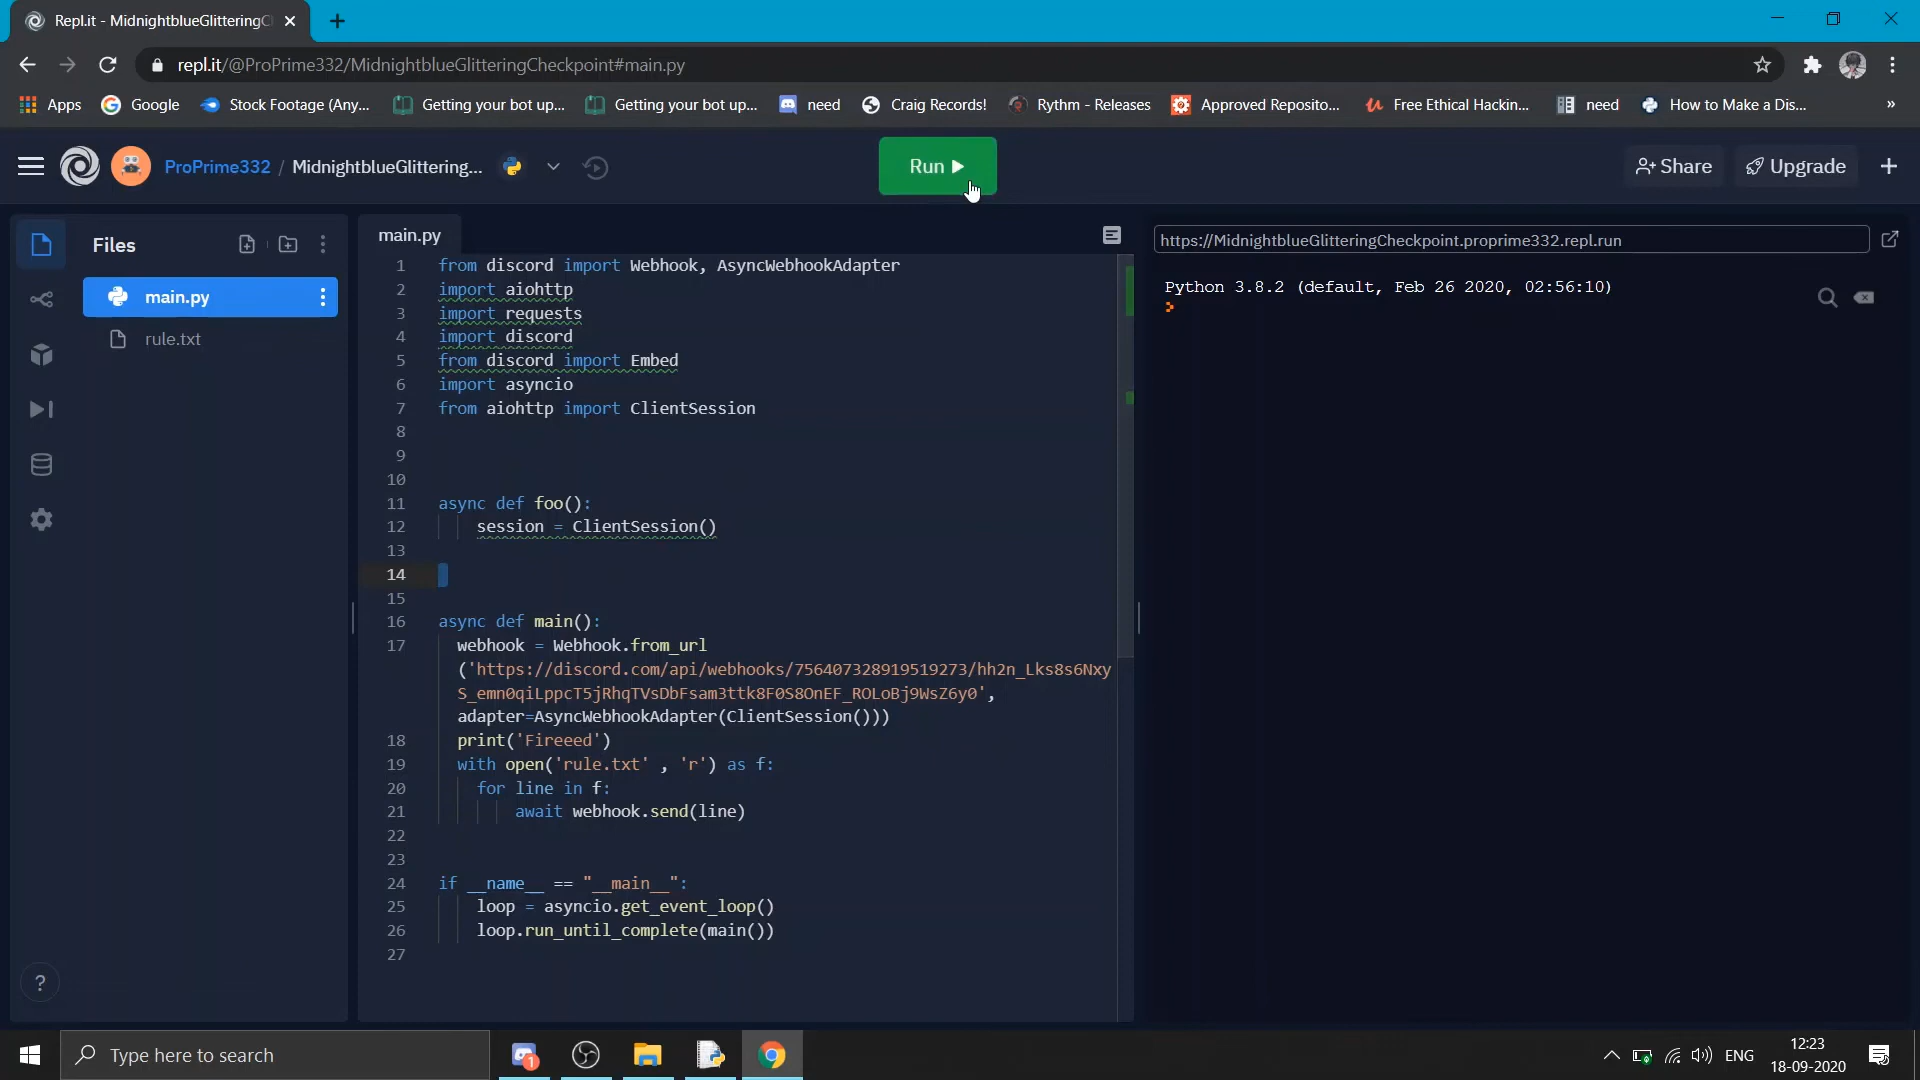 Repl.it - MidnightblueGlitteringC
repl.it/@ProPrime332/MidnightblueGlitteringCheckpoint#main.py
Apps Google Stock Footage (Any... Getting your bot up... Getting your bot up... need Craig Records! Rythm - Releases Approved Reposito... Free Ethical Hackin... need How to Make a Dis... »
ProPrime332 / MidnightblueGlittering...
Run
Share Upgrade
Files
main.py
rule.txt
main.py
1 from discord import Webhook, AsyncWebhookAdapter
2 import aiohttp
3 import requests
4 import discord
5 from discord import Embed
6 import asyncio
7 from aiohttp import ClientSession
8
9
10
11 async def foo():
12 session = ClientSession()
13
14
15
16 async def main():
17 webhook = Webhook.from_url
('https://discord.com/api/webhooks/756407328919519273/hh2n_Lks8s6Nxy
S_emn0qiLppcT5jRhqTVsDbFsam3ttk8F0S8OnEF_ROLoBj9WsZ6y0',
adapter=AsyncWebhookAdapter(ClientSession()))
18 print('Fireeed')
19 with open('rule.txt' , 'r') as f:
20 for line in f:
21 await webhook.send(line)
22
23
24 if __name__ == "__main__":
25 loop = asyncio.get_event_loop()
26 loop.run_until_complete(main())
27
https://MidnightblueGlitteringCheckpoint.proprime332.repl.run
Python 3.8.2 (default, Feb 26 2020, 02:56:10)
?
Type here to search
1
ENG
12:23
18-09-2020